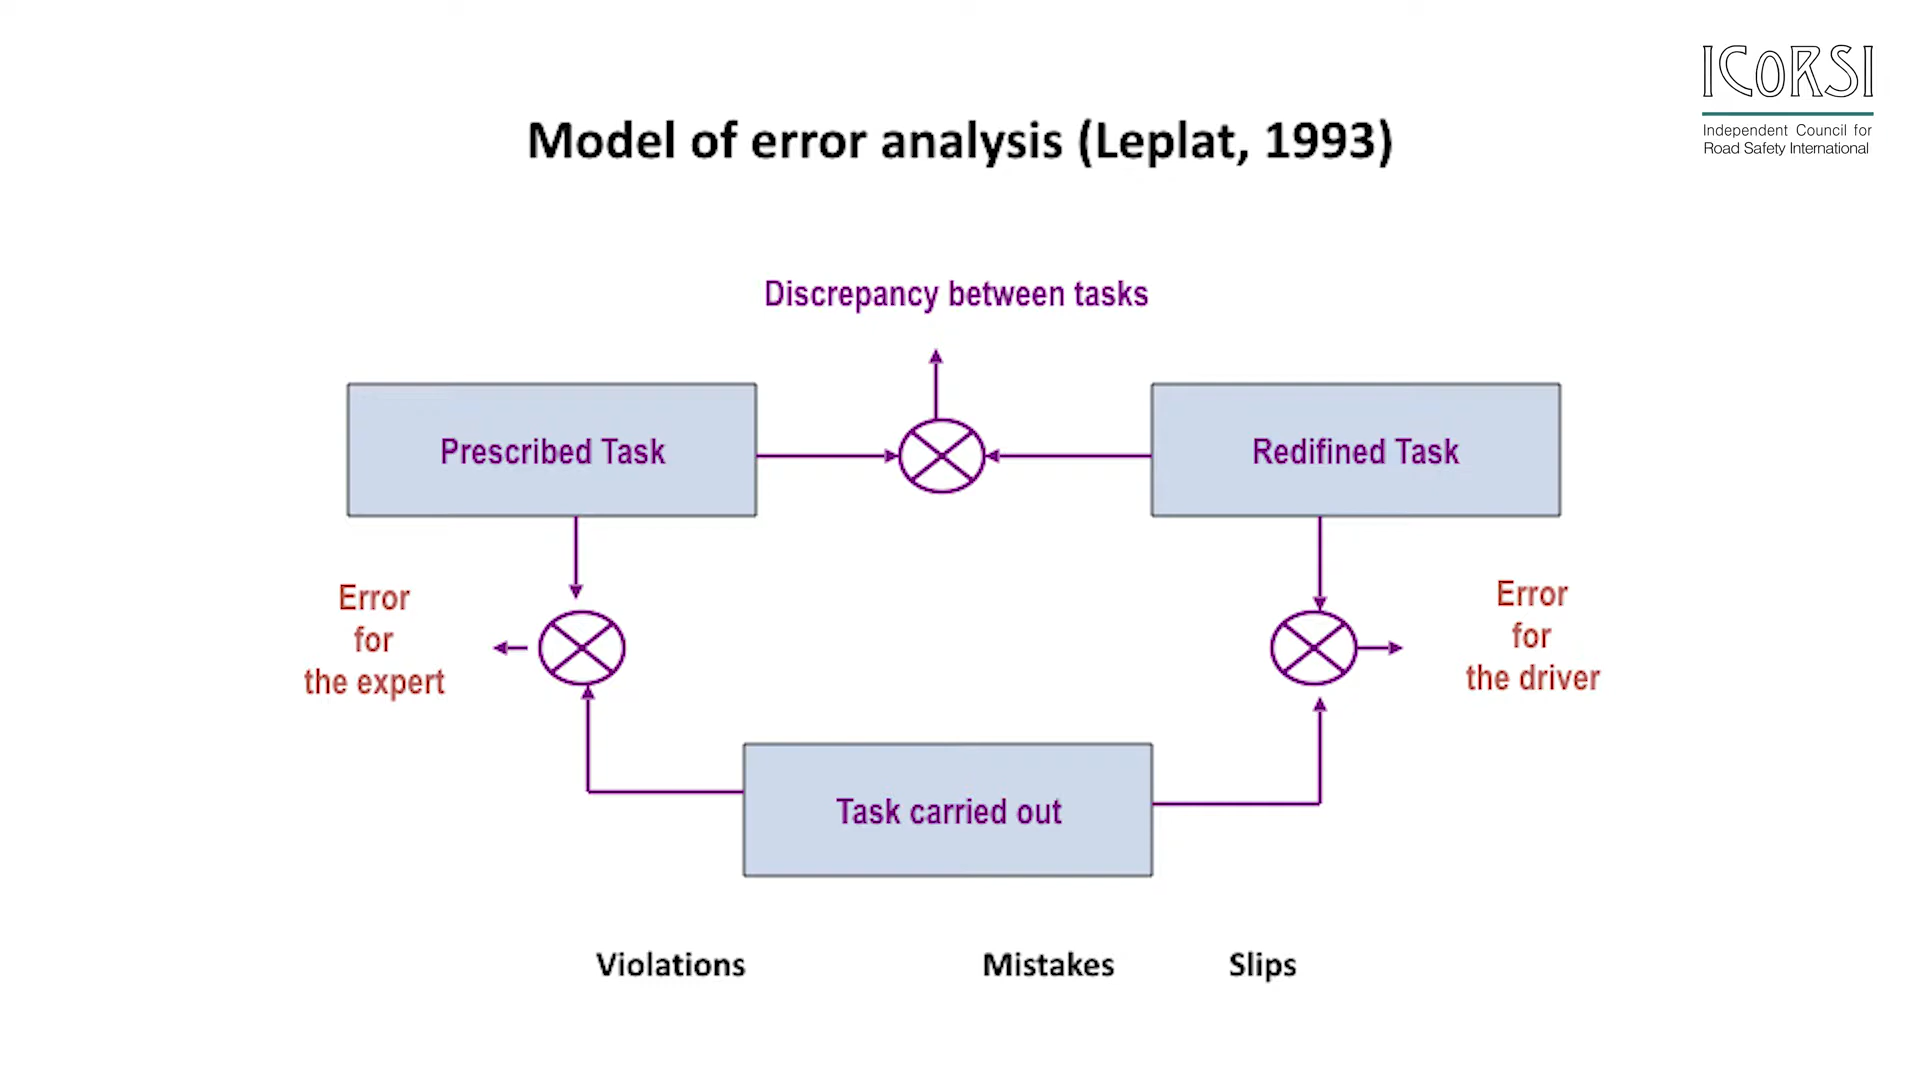 ICoRSI
Independent Council for
Road Safety International
Model of error analysis (Leplat, 1993)
Discrepancy between tasks
Prescribed Task
Redifined Task
Error
for
the expert
Error
for
the driver
Task carried out
Violations
Mistakes
Slips